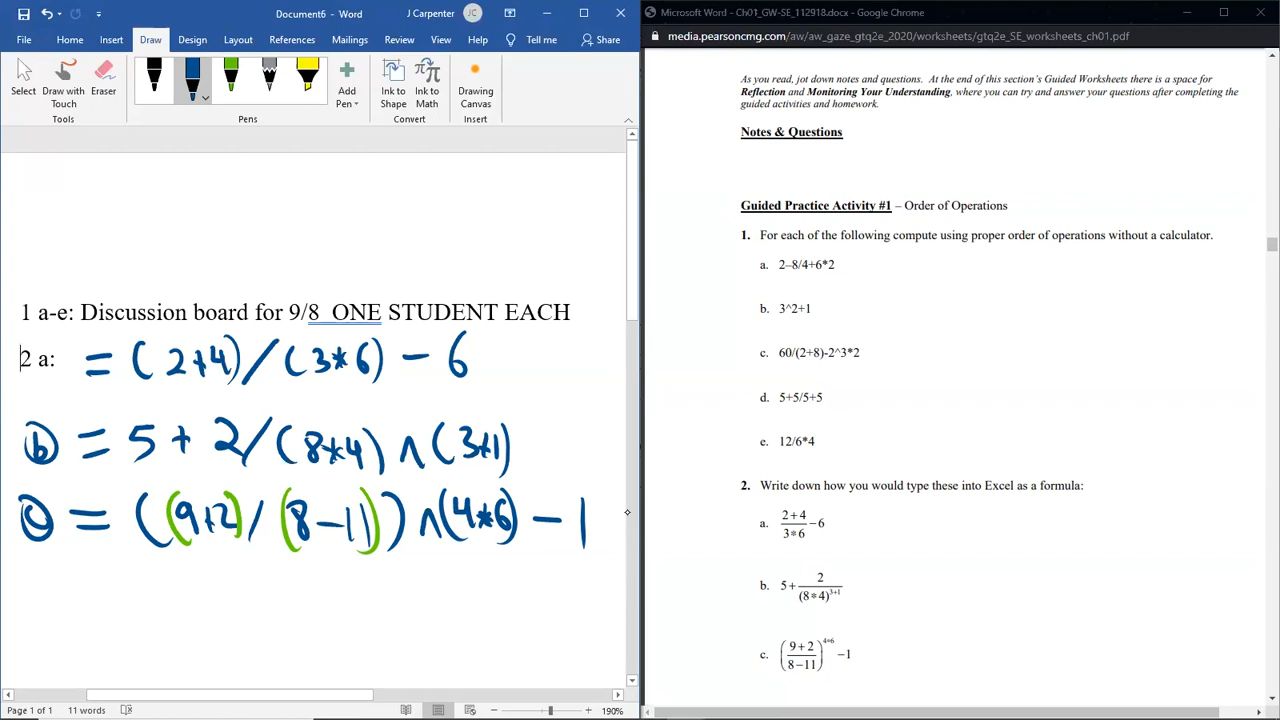 Document6 - Word
J Carpenter
JC
File
Home
Insert
Draw
Design
Layout
References
Mailings
Review
View
Help
Tell me
Share
Select
Draw with Touch
Eraser
Add Pen
Ink to Shape
Ink to Math
Drawing Canvas
Tools
Pens
Convert
Insert
1 a-e: Discussion board for 9/8 ONE STUDENT EACH
2 a: = (2+4)/(3*6) - 6
b = 5 + 2/(8*4)^(3+1)
c = ((9+2)/(8-11))^(4*6) - 1
Page 1 of 1
11 words
190%
Microsoft Word - Ch01_GW-SE_112918.docx - Google Chrome
media.pearsoncmg.com/aw/aw_gaze_gtq2e_2020/worksheets/gtq2e_SE_worksheets_ch01.pdf
As you read, jot down notes and questions. At the end of this section's Guided Worksheets there is a space for
Reflection and Monitoring Your Understanding, where you can try and answer your questions after completing the
guided activities and homework.
Notes & Questions
Guided Practice Activity #1 – Order of Operations
1. For each of the following compute using proper order of operations without a calculator.
a. 2–8/4+6*2
b. 3^2+1
c. 60/(2+8)-2^3*2
d. 5+5/5+5
e. 12/6*4
2. Write down how you would type these into Excel as a formula:
a. 2+4
3*6
−6
b. 5+
2
(8*4)3+1
c. (9+2
8−11)4*6 −1